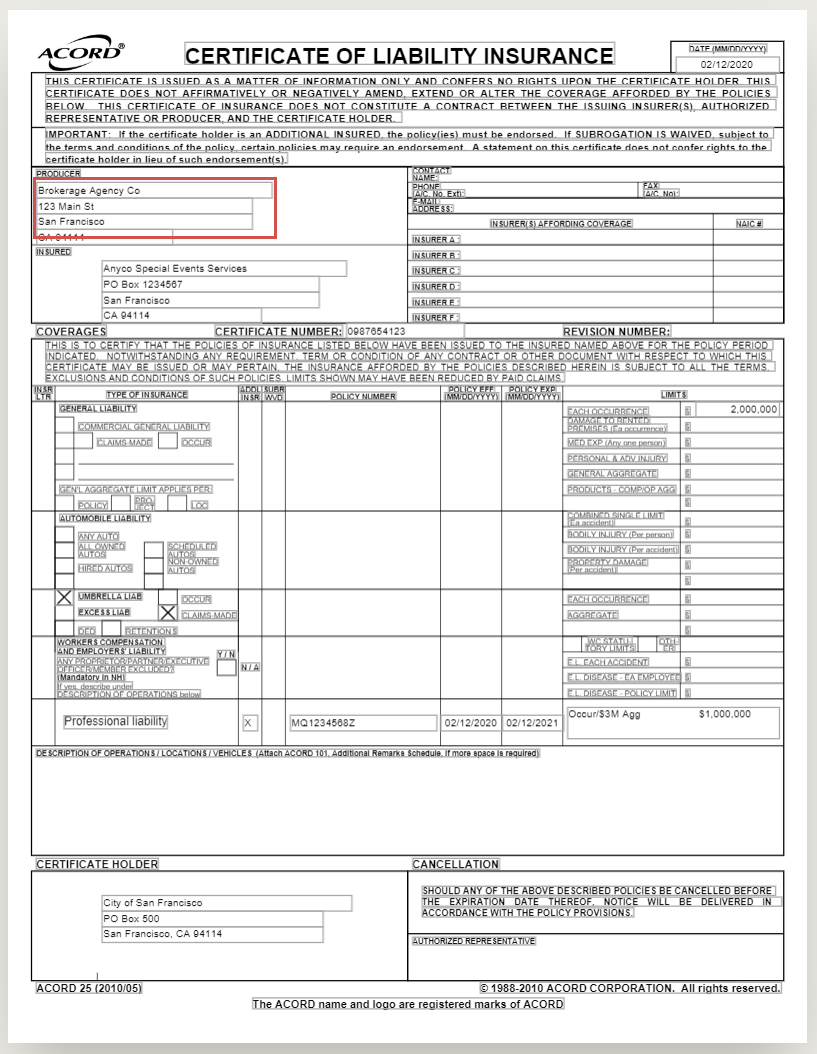 ACORD®
CERTIFICATE OF LIABILITY INSURANCE
DATE (MM/DD/YYYY)
02/12/2020
THIS CERTIFICATE IS ISSUED AS A MATTER OF INFORMATION ONLY AND CONFERS NO RIGHTS UPON THE CERTIFICATE HOLDER. THIS
CERTIFICATE DOES NOT AFFIRMATIVELY OR NEGATIVELY AMEND, EXTEND OR ALTER THE COVERAGE AFFORDED BY THE POLICIES
BELOW. THIS CERTIFICATE OF INSURANCE DOES NOT CONSTITUTE A CONTRACT BETWEEN THE ISSUING INSURER(S), AUTHORIZED
REPRESENTATIVE OR PRODUCER, AND THE CERTIFICATE HOLDER.
IMPORTANT: If the certificate holder is an ADDITIONAL INSURED, the policy(ies) must be endorsed. If SUBROGATION IS WAIVED, subject to
the terms and conditions of the policy, certain policies may require an endorsement. A statement on this certificate does not confer rights to the
certificate holder in lieu of such endorsement(s).
PRODUCER
Brokerage Agency Co
123 Main St
San Francisco
CA 94114
CONTACT
NAME:
PHONE
(A/C, No, Ext):
FAX
(A/C, No):
E-MAIL
ADDRESS:
INSURER(S) AFFORDING COVERAGE
NAIC #
INSURER A :
INSURED
Anyco Special Events Services
PO Box 1234567
San Francisco
CA 94114
INSURER B :
INSURER C :
INSURER D :
INSURER E :
INSURER F :
COVERAGES
CERTIFICATE NUMBER: 0987654123
REVISION NUMBER:
THIS IS TO CERTIFY THAT THE POLICIES OF INSURANCE LISTED BELOW HAVE BEEN ISSUED TO THE INSURED NAMED ABOVE FOR THE POLICY PERIOD
INDICATED. NOTWITHSTANDING ANY REQUIREMENT, TERM OR CONDITION OF ANY CONTRACT OR OTHER DOCUMENT WITH RESPECT TO WHICH THIS
CERTIFICATE MAY BE ISSUED OR MAY PERTAIN, THE INSURANCE AFFORDED BY THE POLICIES DESCRIBED HEREIN IS SUBJECT TO ALL THE TERMS,
EXCLUSIONS AND CONDITIONS OF SUCH POLICIES. LIMITS SHOWN MAY HAVE BEEN REDUCED BY PAID CLAIMS.
INSR
LTR
TYPE OF INSURANCE
ADDL
INSR
SUBR
WVD
POLICY NUMBER
POLICY EFF
(MM/DD/YYYY)
POLICY EXP
(MM/DD/YYYY)
LIMITS
GENERAL LIABILITY
COMMERCIAL GENERAL LIABILITY
CLAIMS-MADE
OCCUR
GEN'L AGGREGATE LIMIT APPLIES PER:
POLICY
PRO-
JECT
LOC
EACH OCCURRENCE $ 2,000,000
DAMAGE TO RENTED
PREMISES (Ea occurrence) $
MED EXP (Any one person) $
PERSONAL & ADV INJURY $
GENERAL AGGREGATE $
PRODUCTS - COMP/OP AGG $
$
AUTOMOBILE LIABILITY
ANY AUTO
ALL OWNED
AUTOS
SCHEDULED
AUTOS
HIRED AUTOS
NON-OWNED
AUTOS
COMBINED SINGLE LIMIT
(Ea accident) $
BODILY INJURY (Per person) $
BODILY INJURY (Per accident) $
PROPERTY DAMAGE
(Per accident) $
$
X UMBRELLA LIAB
OCCUR
EXCESS LIAB
X CLAIMS-MADE
DED
RETENTION $
EACH OCCURRENCE $
AGGREGATE $
$
WORKERS COMPENSATION
AND EMPLOYERS' LIABILITY
Y / N
ANY PROPRIETOR/PARTNER/EXECUTIVE
OFFICER/MEMBER EXCLUDED?
(Mandatory in NH)
If yes, describe under
DESCRIPTION OF OPERATIONS below
N / A
WC STATU-
TORY LIMITS
OTH-
ER
E.L. EACH ACCIDENT $
E.L. DISEASE - EA EMPLOYEE $
E.L. DISEASE - POLICY LIMIT $
Professional liability
X
MQ1234568Z
02/12/2020
02/12/2021
Occur/$3M Agg $1,000,000
DESCRIPTION OF OPERATIONS / LOCATIONS / VEHICLES (Attach ACORD 101, Additional Remarks Schedule, if more space is required)
CERTIFICATE HOLDER
City of San Francisco
PO Box 500
San Francisco, CA 94114
CANCELLATION
SHOULD ANY OF THE ABOVE DESCRIBED POLICIES BE CANCELLED BEFORE
THE EXPIRATION DATE THEREOF, NOTICE WILL BE DELIVERED IN
ACCORDANCE WITH THE POLICY PROVISIONS.
AUTHORIZED REPRESENTATIVE
ACORD 25 (2010/05)
© 1988-2010 ACORD CORPORATION. All rights reserved.
The ACORD name and logo are registered marks of ACORD